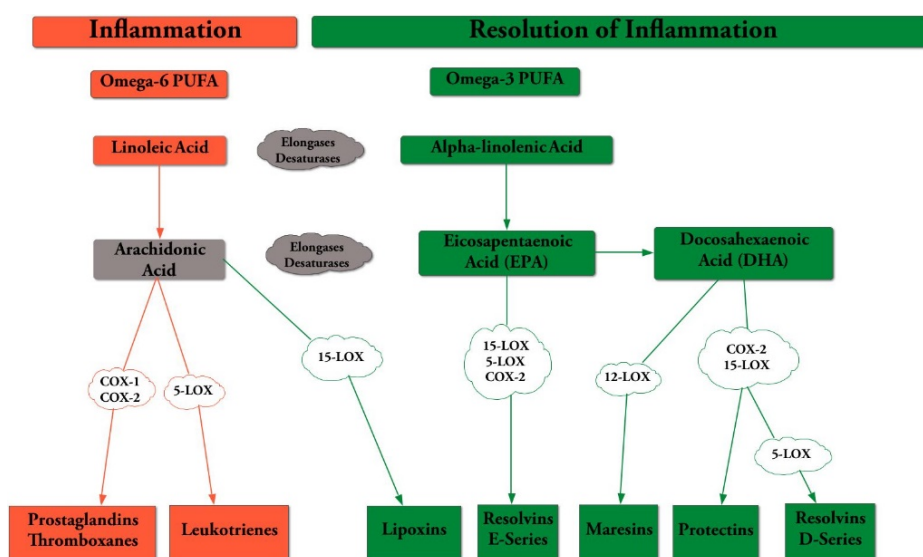 Inflammation
Resolution of Inflammation
Omega-6 PUFA
Omega-3 PUFA
Linoleic Acid
Elongases
Desaturases
Alpha-linolenic Acid
Arachidonic
Acid
Elongases
Desaturases
Eicosapentaenoic
Acid (EPA)
Docosahexaenoic
Acid (DHA)
COX-1
COX-2
5-LOX
15-LOX
15-LOX
5-LOX
COX-2
12-LOX
COX-2
15-LOX
5-LOX
Prostaglandins
Thromboxanes
Leukotrienes
Lipoxins
Resolvins
E-Series
Maresins
Protectins
Resolvins
D-Series